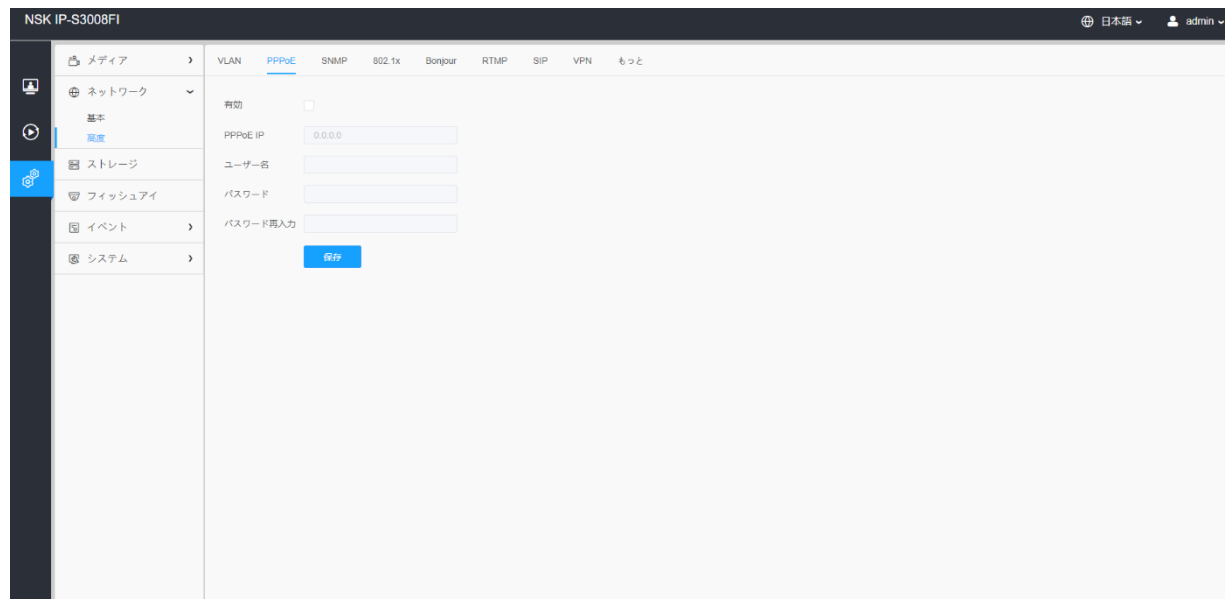 NSK IP-S3008FI
日本語
admin
メディア
ネットワーク
基本
高度
ストレージ
フィッシュアイ
イベント
システム
VLAN PPPoE SNMP 802.1x Bonjour RTMP SIP VPN もっと
有効
PPPoE IP 0.0.0.0
ユーザー名
パスワード
パスワード再入力
保存